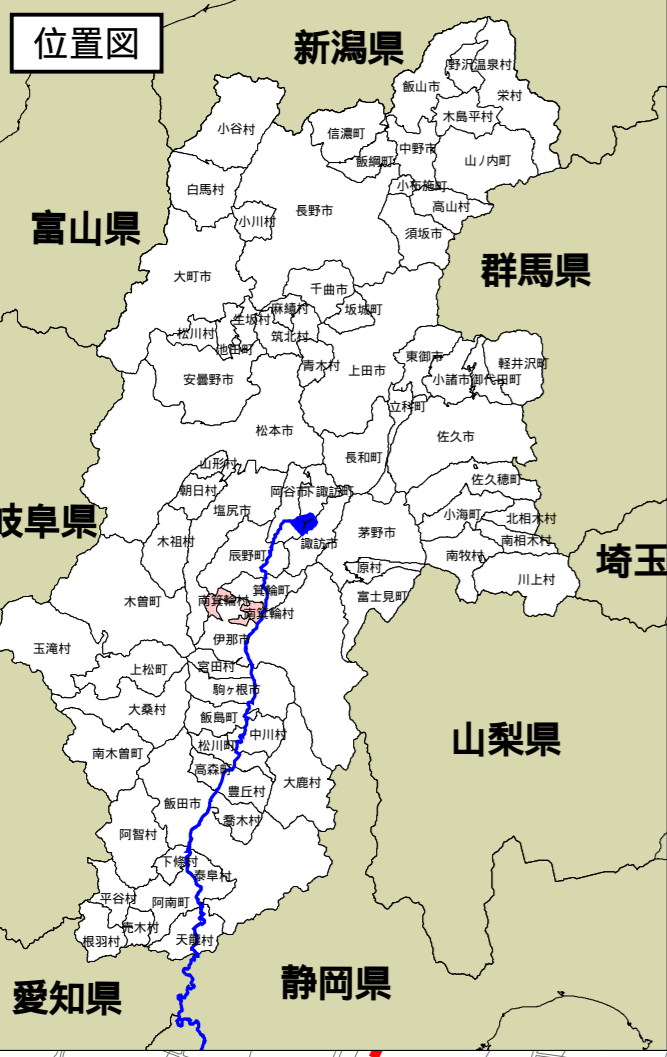 位置図
新潟県
野沢温泉村
飯山市
栄村
木島平村
小谷村
信濃町
中野市
飯綱町
山ノ内町
白馬村
小布施町
高山村
小川村
長野市
富山県
須坂市
群馬県
大町市
千曲市
麻績村
坂城町
生坂村
松川村
筑北村
池田町
青木村
上田市
東御市
軽井沢町
小諸市
御代田町
安曇野市
立科町
松本市
佐久市
長和町
山形村
佐久穂町
朝日村
岡谷市
下諏訪町
塩尻市
小海町
北相木村
岐阜県
茅野市
木祖村
諏訪市
南相木村
辰野町
南牧村
埼玉
原村
川上村
箕輪町
木曽町
南箕輪村
富士見町
南箕輪村
伊那市
玉滝村
宮田村
上松町
駒ヶ根市
大桑村
飯島町
中川村
松川町
山梨県
南木曽町
高森町
大鹿村
豊丘村
飯田市
喬木村
阿智村
下條村
泰阜村
平谷村
阿南町
売木村
根羽村
天龍村
静岡県
愛知県